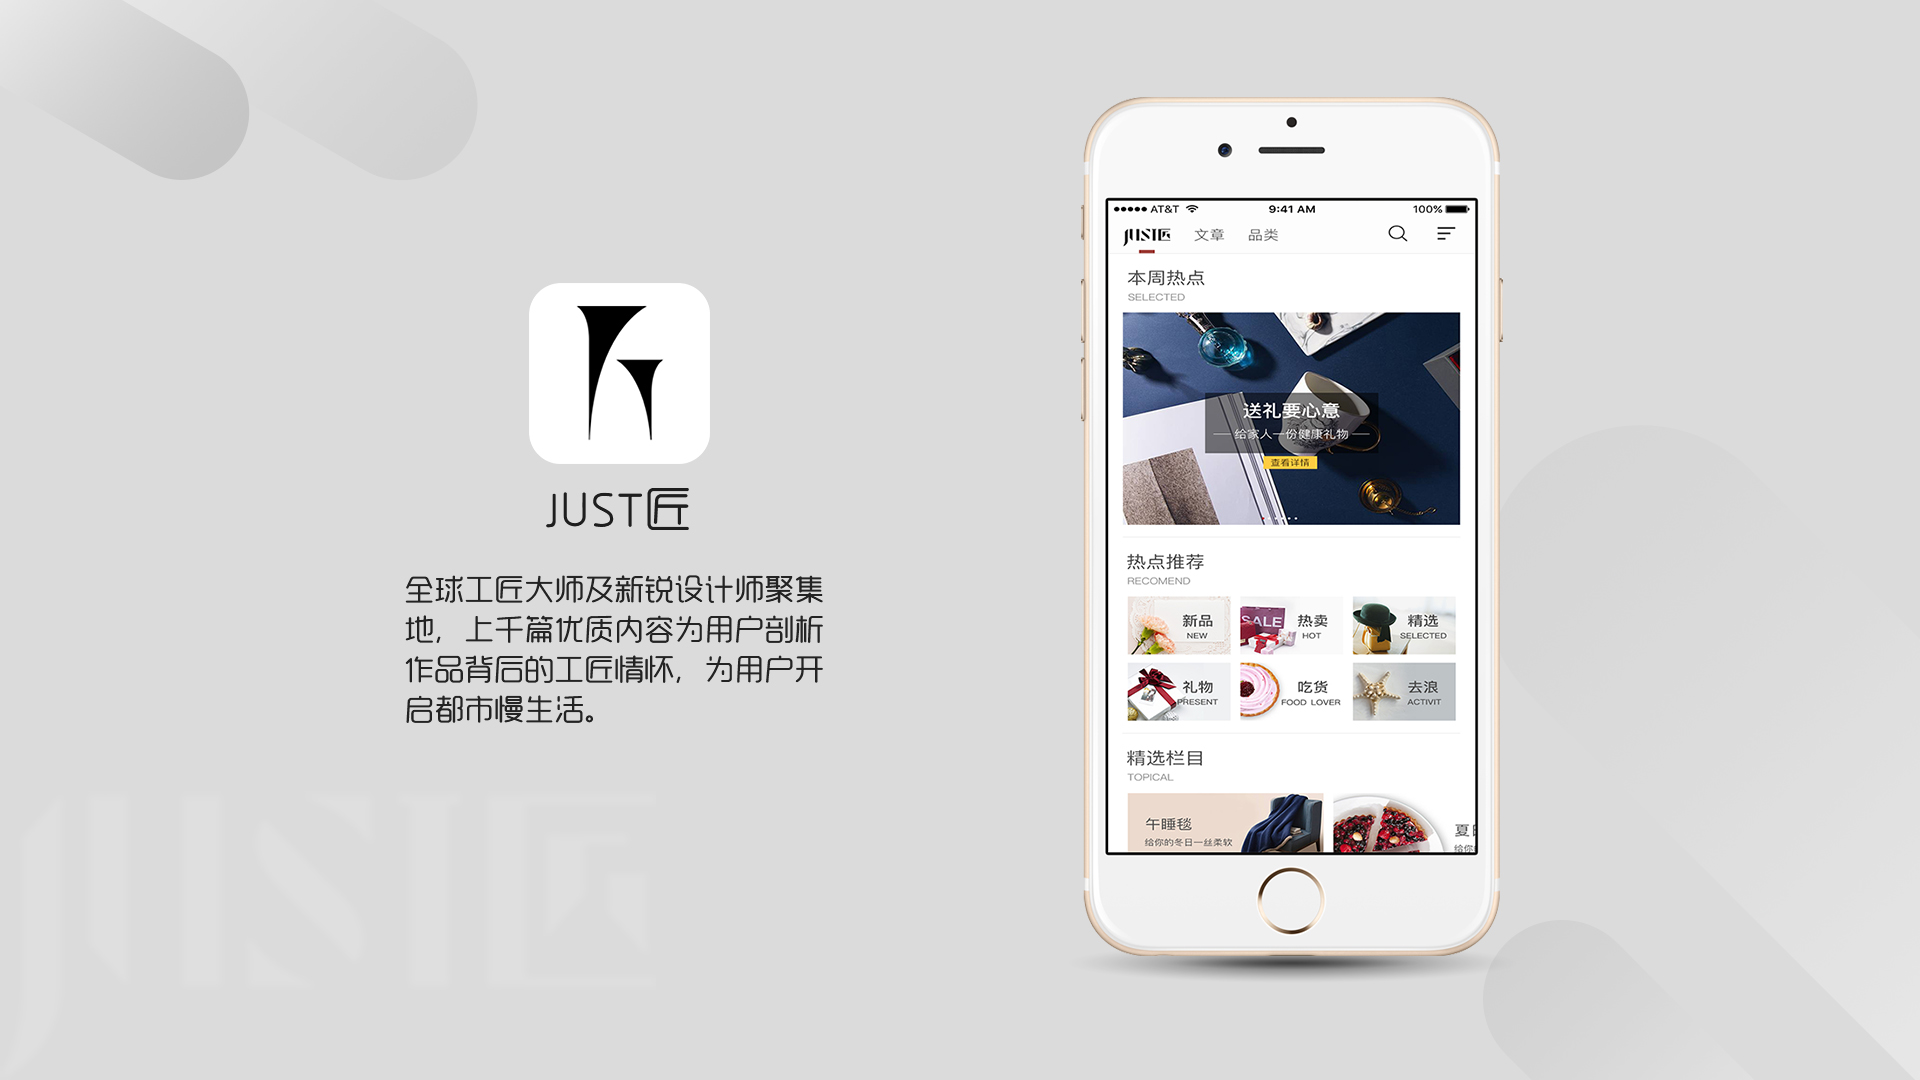 JUST匠
全球工匠大师及新锐设计师聚集
地，上千篇优质内容为用户剖析
作品背后的工匠情怀，为用户开
启都市慢生活。
JUST匠
AT&T 9:41 AM 100%
JUST匠 文章 品类
本周热点
SELECTED
送礼要心意
给家人一份健康礼物
查看详情
热点推荐
RECOMEND
新品
NEW
SALE
热卖
HOT
精选
SELECTED
礼物
PRESENT
吃货
FOOD LOVER
去浪
ACTIVIT
精选栏目
TOPICAL
午睡毯
给你的冬日一丝柔软
夏日
给你